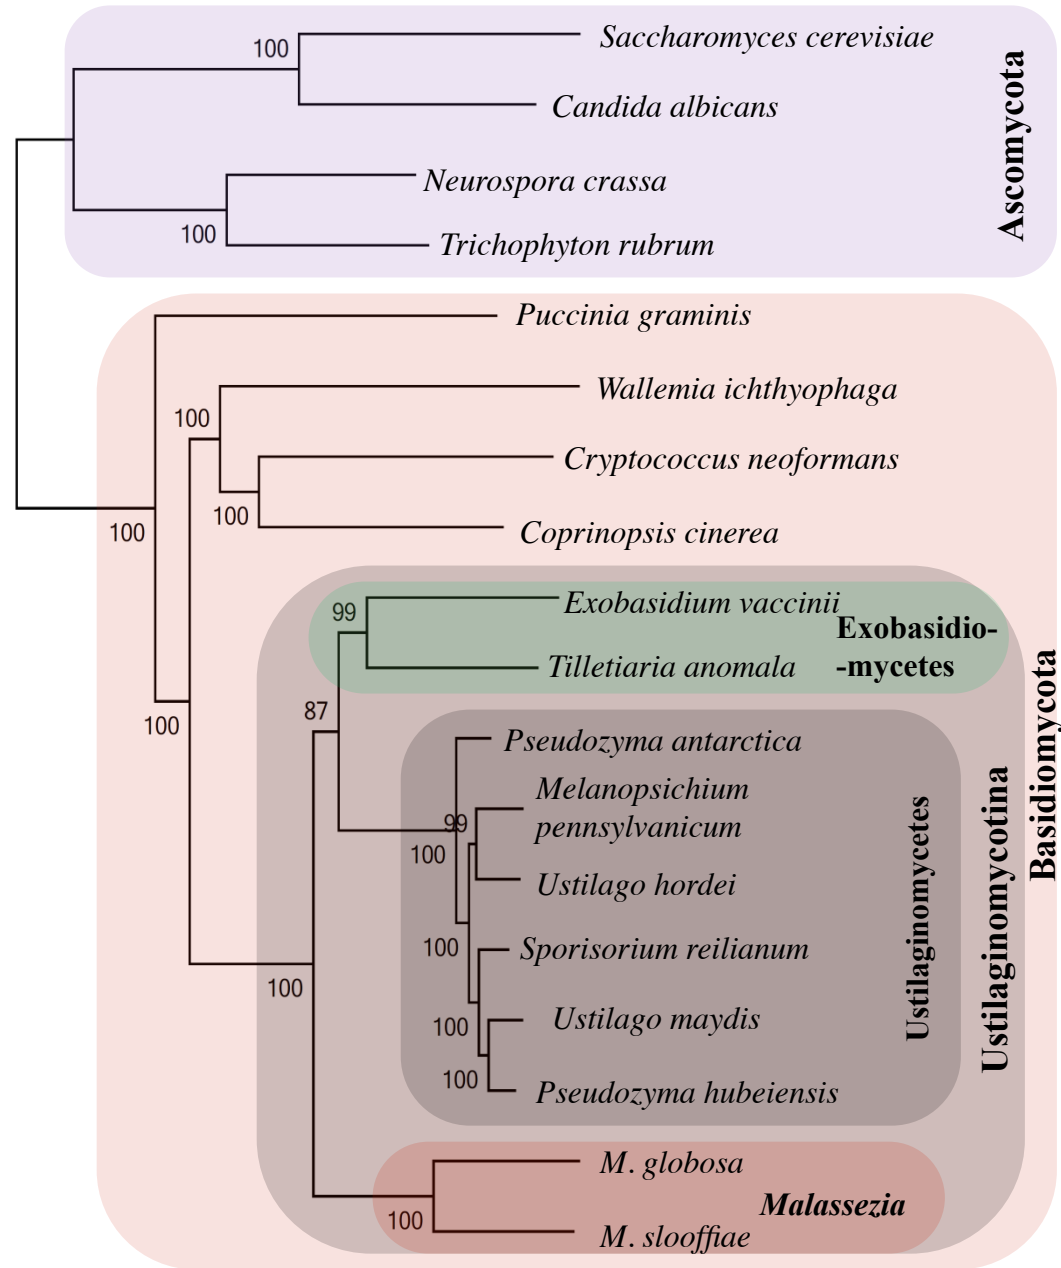 100
Saccharomyces cerevisiae
Candida albicans
Ascomycota
Neurospora crassa
100
Trichophyton rubrum
Puccinia graminis
100
Wallemia ichthyophaga
Cryptococcus neoformans
100
100
Coprinopsis cinerea
99
Exobasidium vaccinii
Exobasidio-
-mycetes
Tilletiaria anomala
87
100
Pseudozyma antarctica
Melanopsichium
pennsylvanicum
99
100
Ustilago hordei
100
Sporisorium reilianum
100
Ustilago maydis
100
Pseudozyma hubeiensis
100
Ustilaginomycetes
Ustilaginomycotina
Basidiomycota
M. globosa
Malassezia
100
M. slooffiae